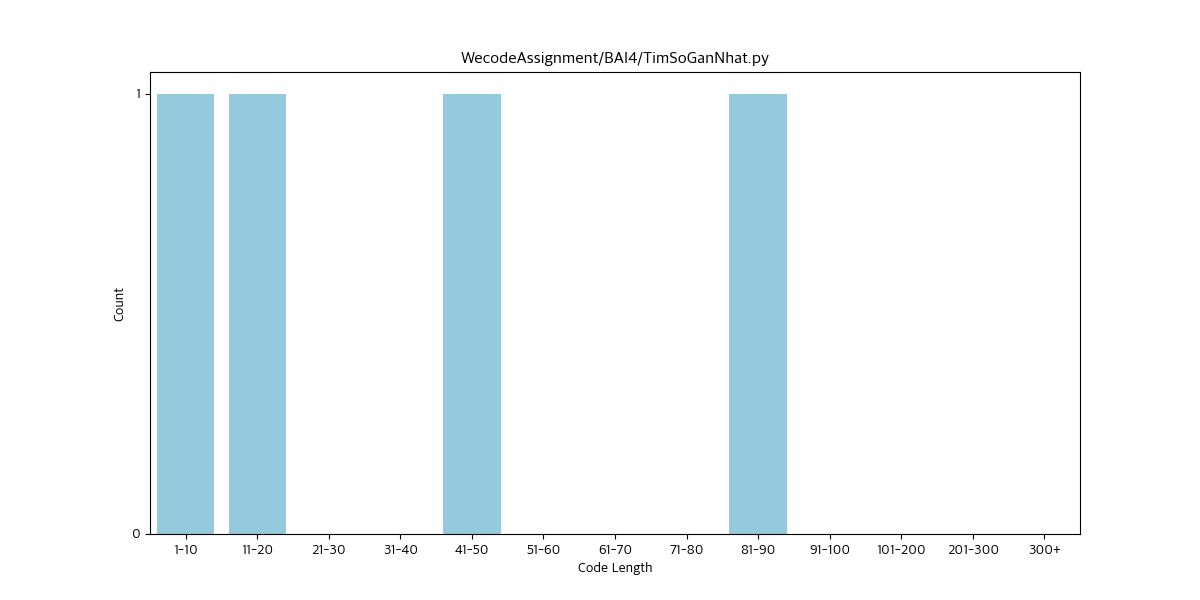 WecodeAssignment/BAI4/TimSoGanNhat.py
1
0
Count
1-10 11-20 21-30 31-40 41-50 51-60 61-70 71-80 81-90 91-100 101-200 201-300 300+
Code Length